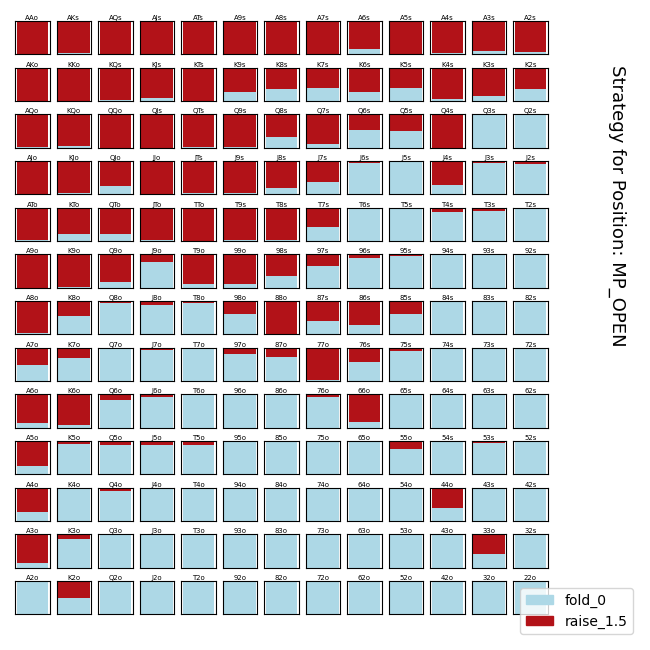 AAo AKs AQs AJs ATs A9s A8s A7s A6s A5s A4s A3s A2s
AKo KKo KQs KJs KTs K9s K8s K7s K6s K5s K4s K3s K2s
AQo KQo QQo QJs QTs Q9s Q8s Q7s Q6s Q5s Q4s Q3s Q2s
AJo KJo QJo JJo JTs J9s J8s J7s J6s J5s J4s J3s J2s
ATo KTo QTo JTo TTo T9s T8s T7s T6s T5s T4s T3s T2s
A9o K9o Q9o J9o T9o 99o 98s 97s 96s 95s 94s 93s 92s
A8o K8o Q8o J8o T8o 98o 88o 87s 86s 85s 84s 83s 82s
A7o K7o Q7o J7o T7o 97o 87o 77o 76s 75s 74s 73s 72s
A6o K6o Q6o J6o T6o 96o 86o 76o 66o 65s 64s 63s 62s
A5o K5o Q5o J5o T5o 95o 85o 75o 65o 55o 54s 53s 52s
A4o K4o Q4o J4o T4o 94o 84o 74o 64o 54o 44o 43s 42s
A3o K3o Q3o J3o T3o 93o 83o 73o 63o 53o 43o 33o 32s
A2o K2o Q2o J2o T2o 92o 82o 72o 62o 52o 42o 32o 22o
Strategy for Position: MP_OPEN
fold_0
raise_1.5